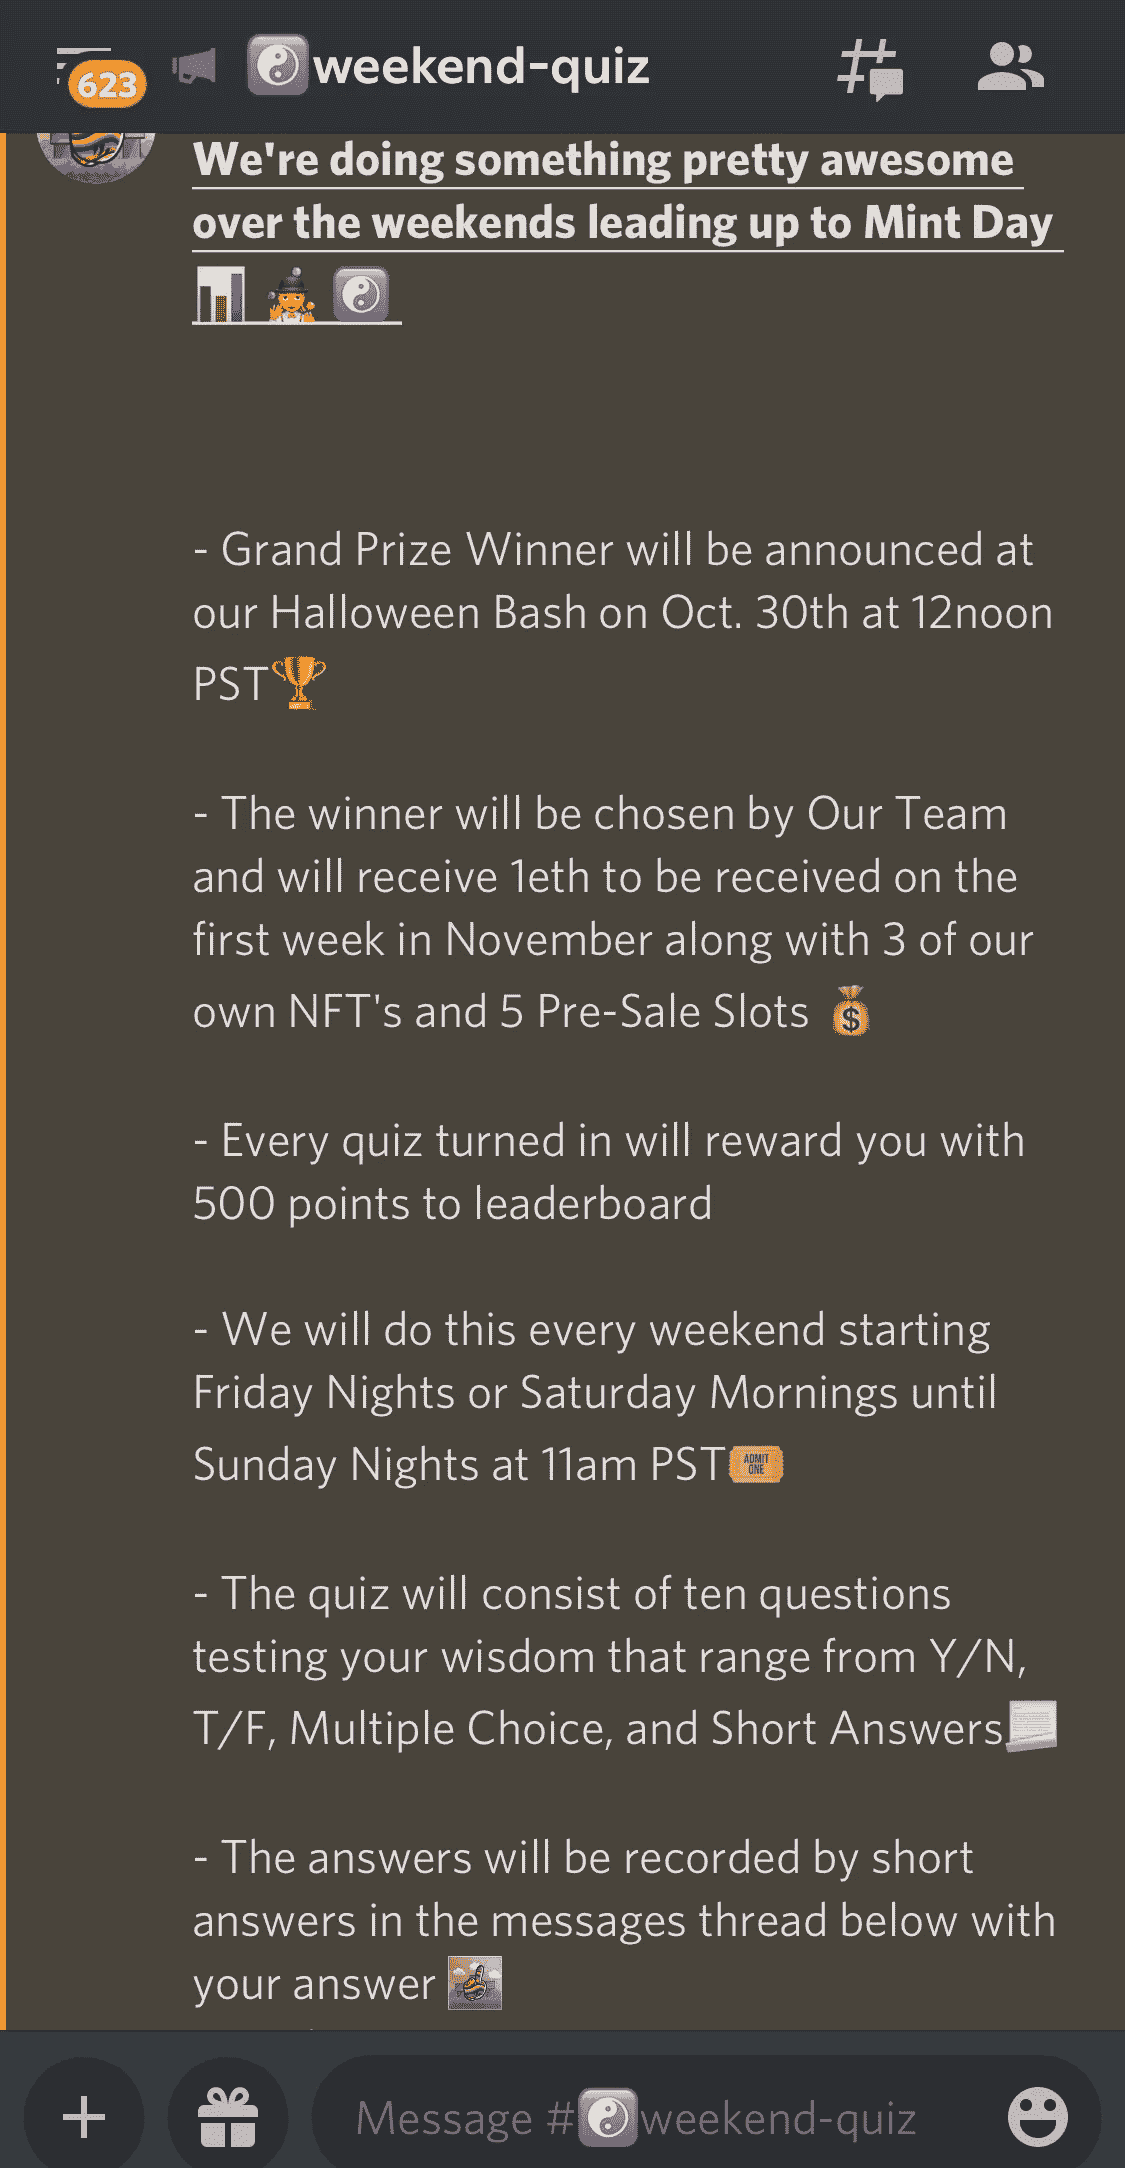 623
weekend-quiz
We're doing something pretty awesome
over the weekends leading up to Mint Day
- Grand Prize Winner will be announced at
our Halloween Bash on Oct. 30th at 12noon
PST
- The winner will be chosen by Our Team
and will receive 1eth to be received on the
first week in November along with 3 of our
own NFT's and 5 Pre-Sale Slots
- Every quiz turned in will reward you with
500 points to leaderboard
- We will do this every weekend starting
Friday Nights or Saturday Mornings until
Sunday Nights at 11am PST
- The quiz will consist of ten questions
testing your wisdom that range from Y/N,
T/F, Multiple Choice, and Short Answers
- The answers will be recorded by short
answers in the messages thread below with
your answer
Message #weekend-quiz